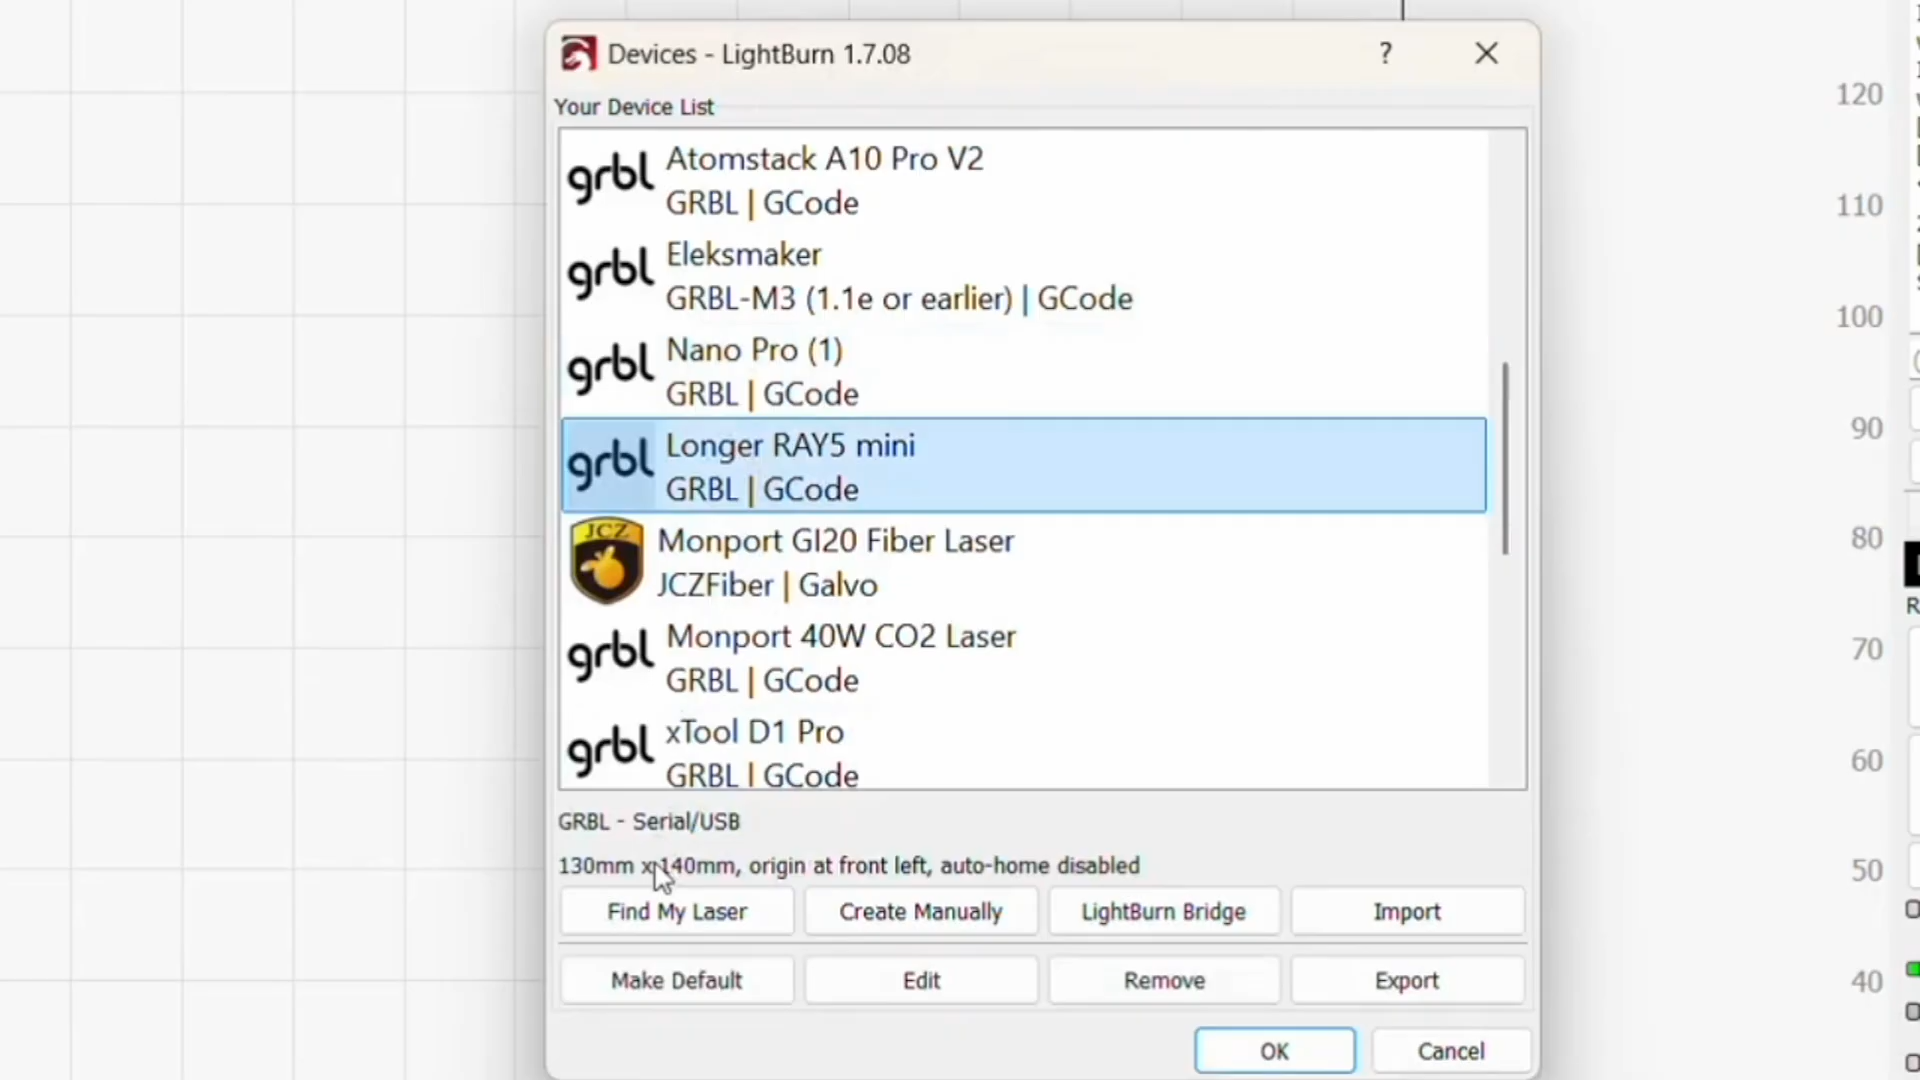 Devices - LightBurn 1.7.08
?
Your Device List
grbl
Atomstack A10 Pro V2
GRBL | GCode
grbl
Eleksmaker
GRBL-M3 (1.1e or earlier) | GCode
grbl
Nano Pro (1)
GRBL | GCode
grbl
Longer RAY5 mini
GRBL | GCode
JCZ
Monport GI20 Fiber Laser
JCZFiber | Galvo
grbl
Monport 40W CO2 Laser
GRBL | GCode
grbl
xTool D1 Pro
GRBL | GCode
GRBL - Serial/USB
130mm x 140mm, origin at front left, auto-home disabled
Find My Laser
Create Manually
LightBurn Bridge
Import
Make Default
Edit
Remove
Export
OK
Cancel
120
110
100
90
80
70
60
50
40